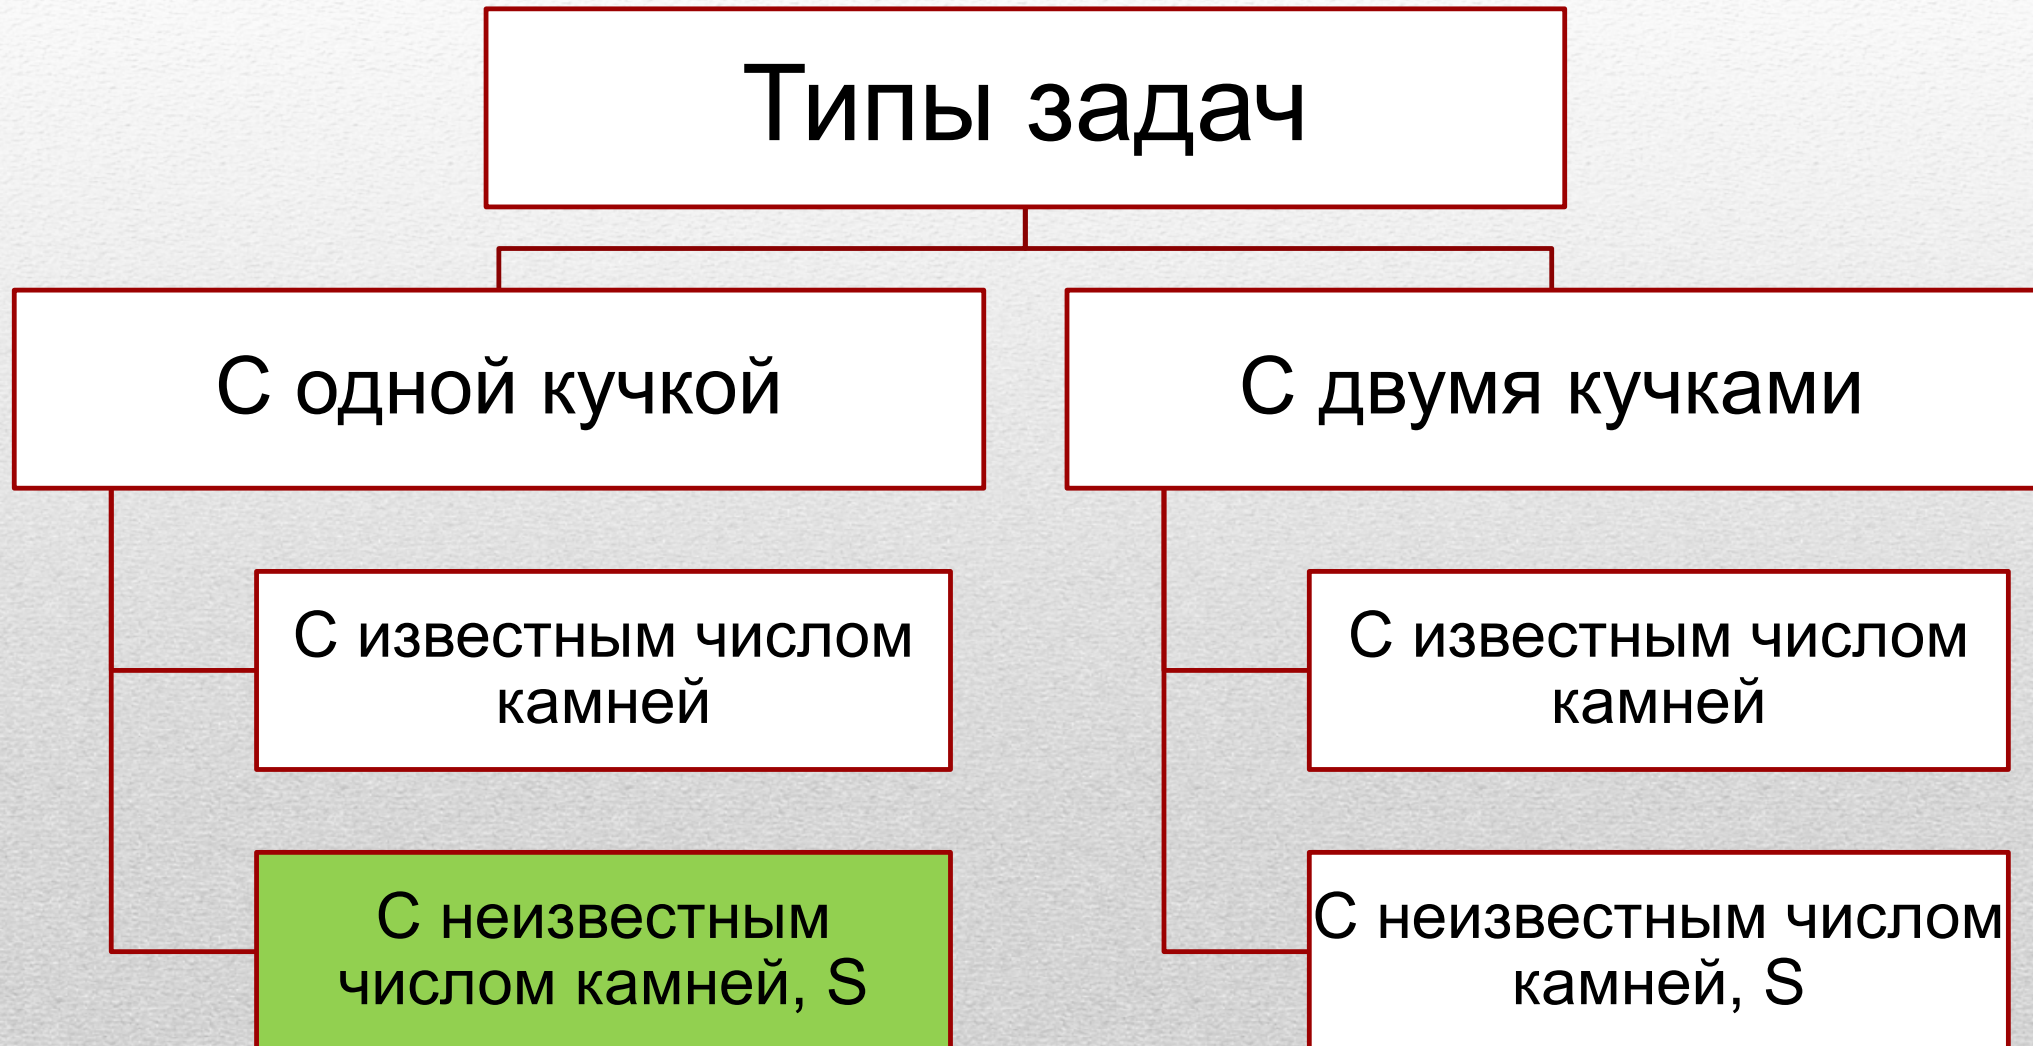 Типы задач
С одной кучкой
С двумя кучками
С известным числом
камней
С известным числом
камней
С неизвестным
числом камней, S
С неизвестным числом
камней, S